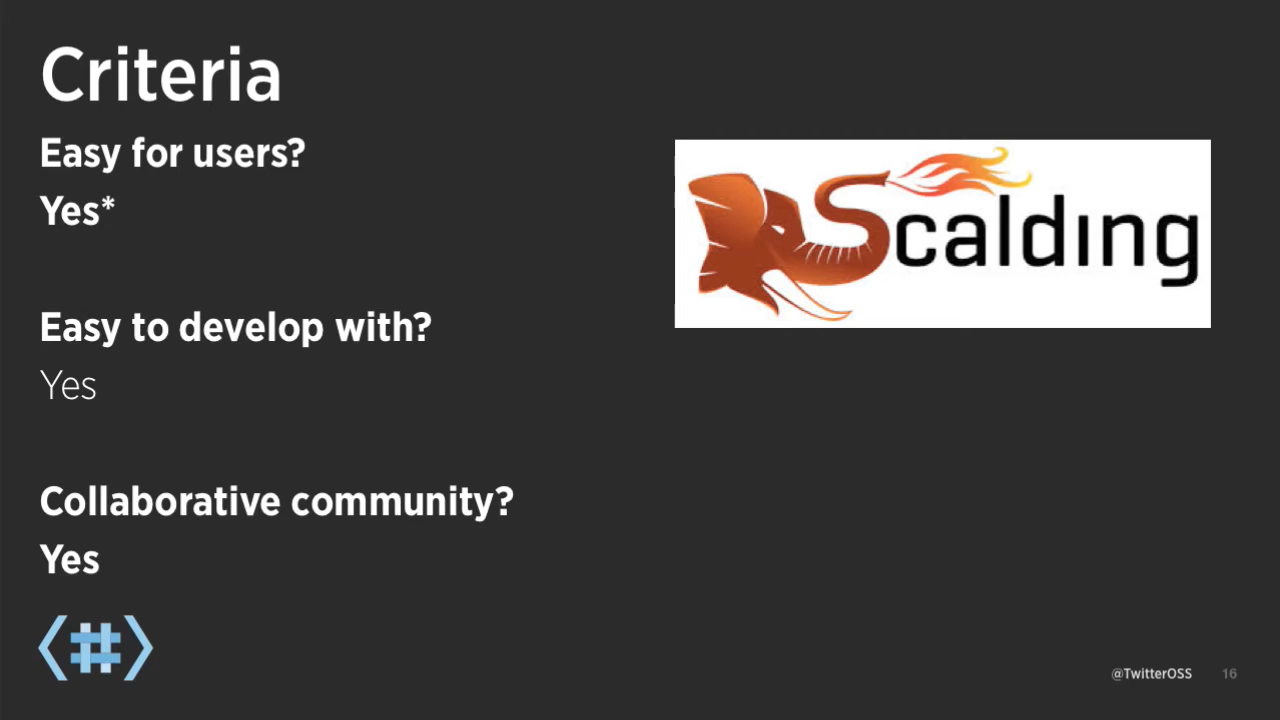 Criteria
Easy for users?
Yes*
Easy to develop with?
Yes
Collaborative community?
Yes
Scalding
@TwitterOSS 16